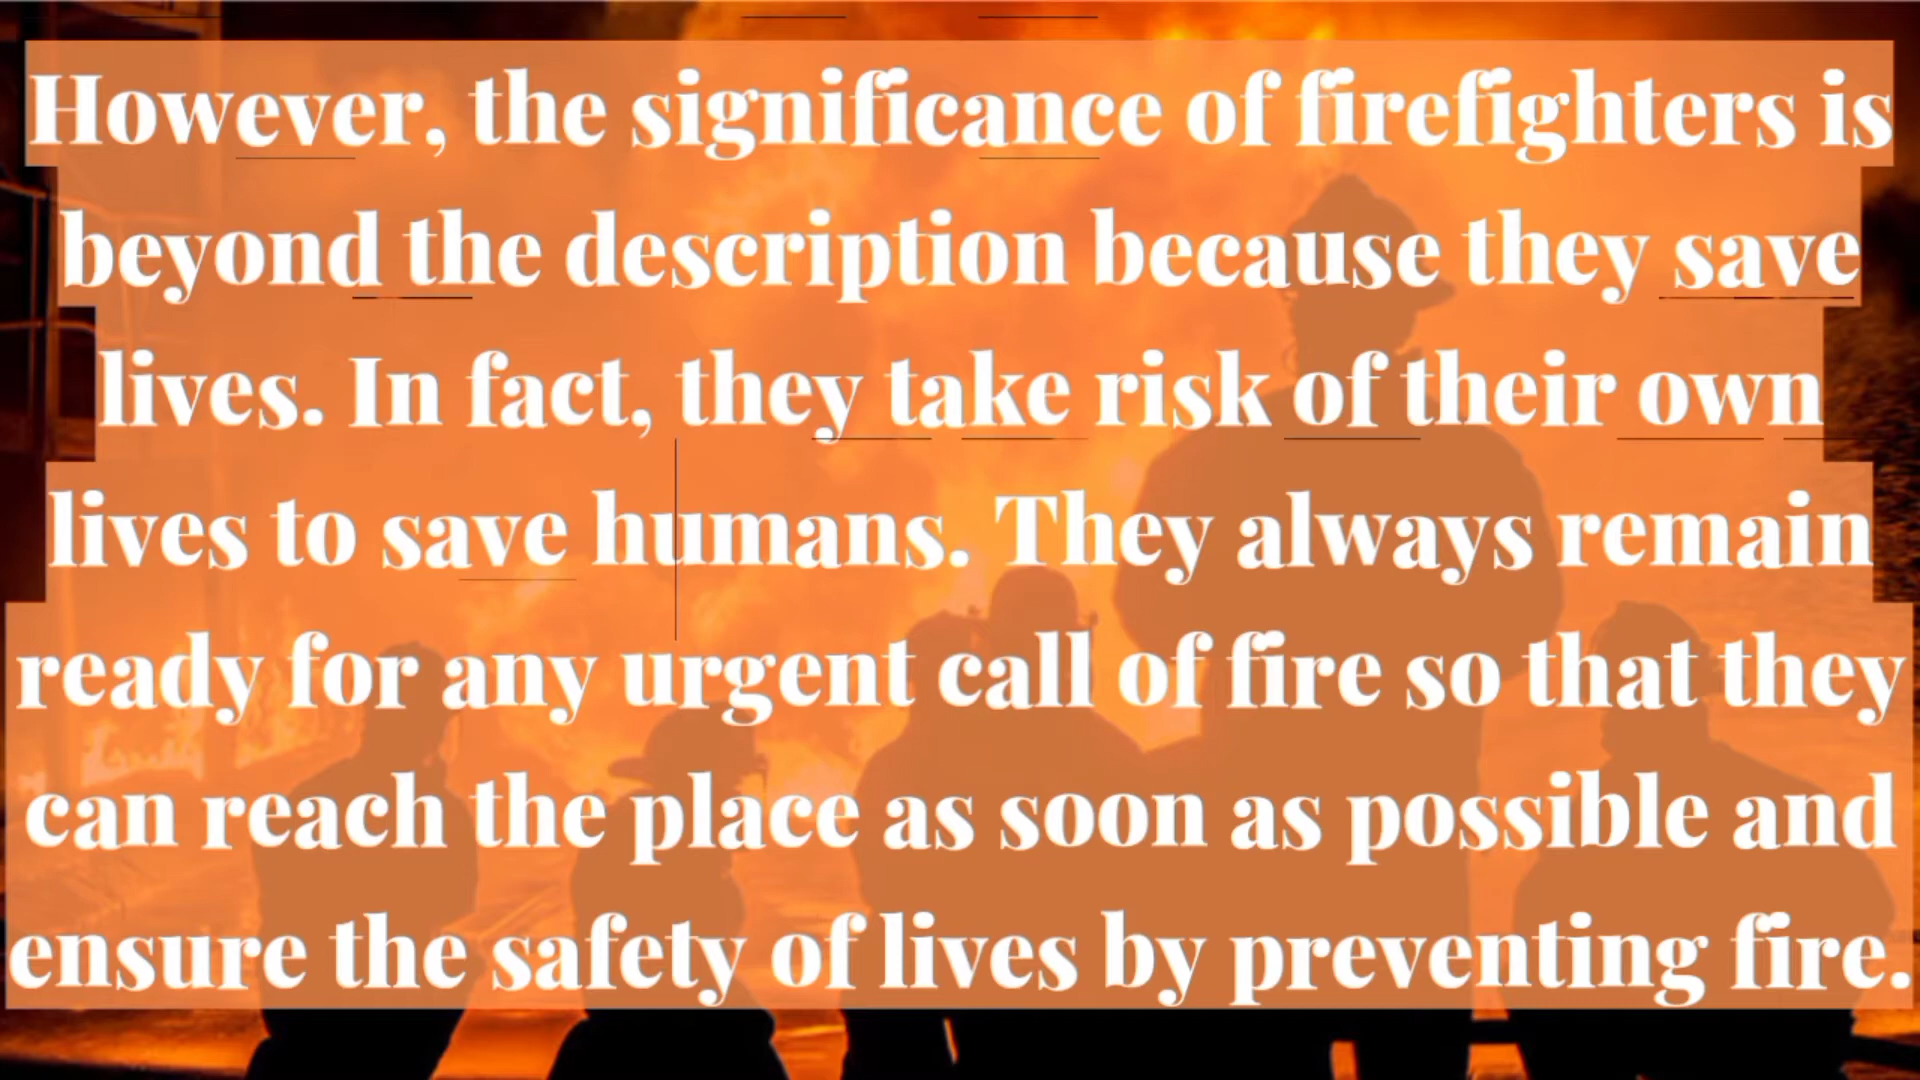 However, the significance of firefighters is
beyond the description because they save
lives. In fact, they take risk of their own
lives to save humans. They always remain
ready for any urgent call of fire so that they
can reach the place as soon as possible and
ensure the safety of lives by preventing fire.